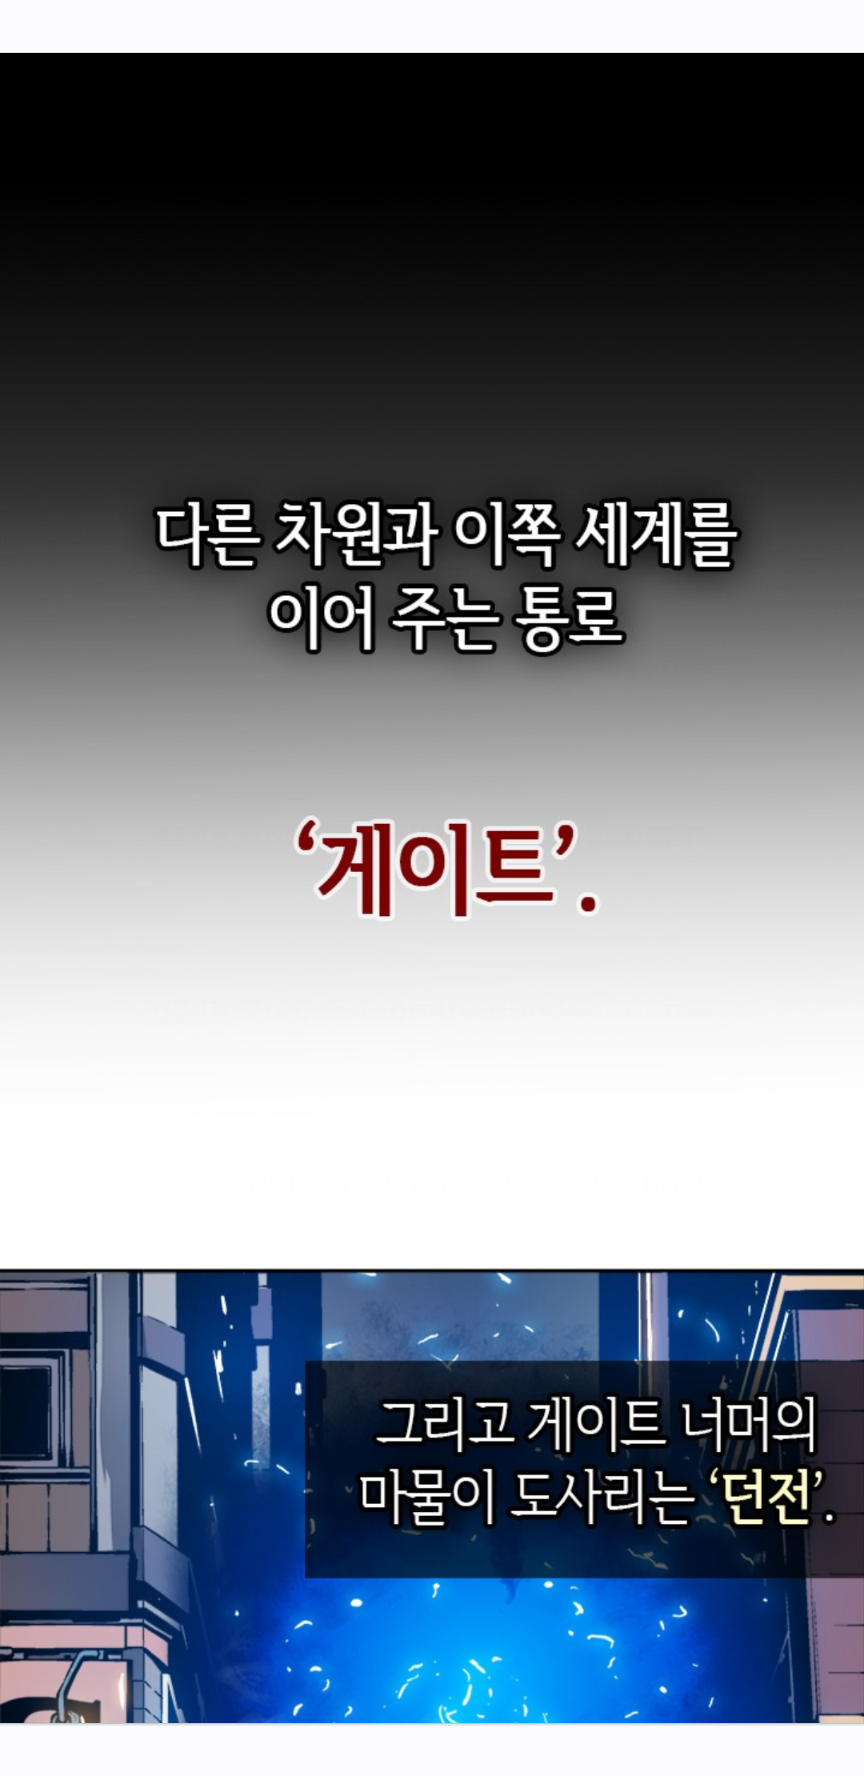 다른 차원과 이쪽 세계를
이어 주는 통로
‘게이트’.
그리고 게이트 너머의
마물이 도사리는 ‘던전’.